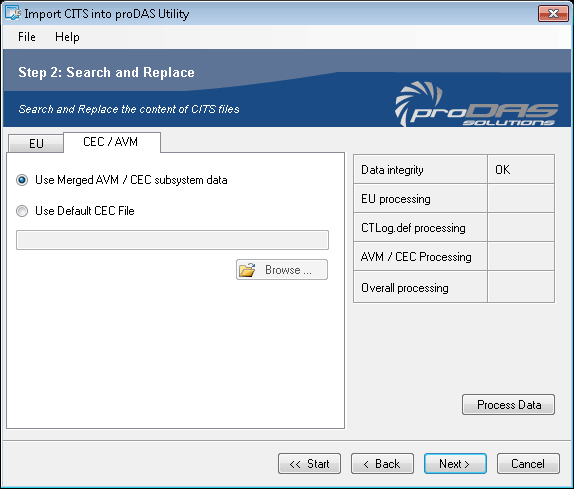 Import CITS into proDAS Utility
File Help
Step 2: Search and Replace
Search and Replace the content of CITS files
proDAS
SOLUTIONS
EU CEC / AVM
Use Merged AVM / CEC subsystem data
Use Default CEC File
Browse ...
Data integrity OK
EU processing
CTLog.def processing
AVM / CEC Processing
Overall processing
Process Data
<< Start < Back Next > Cancel